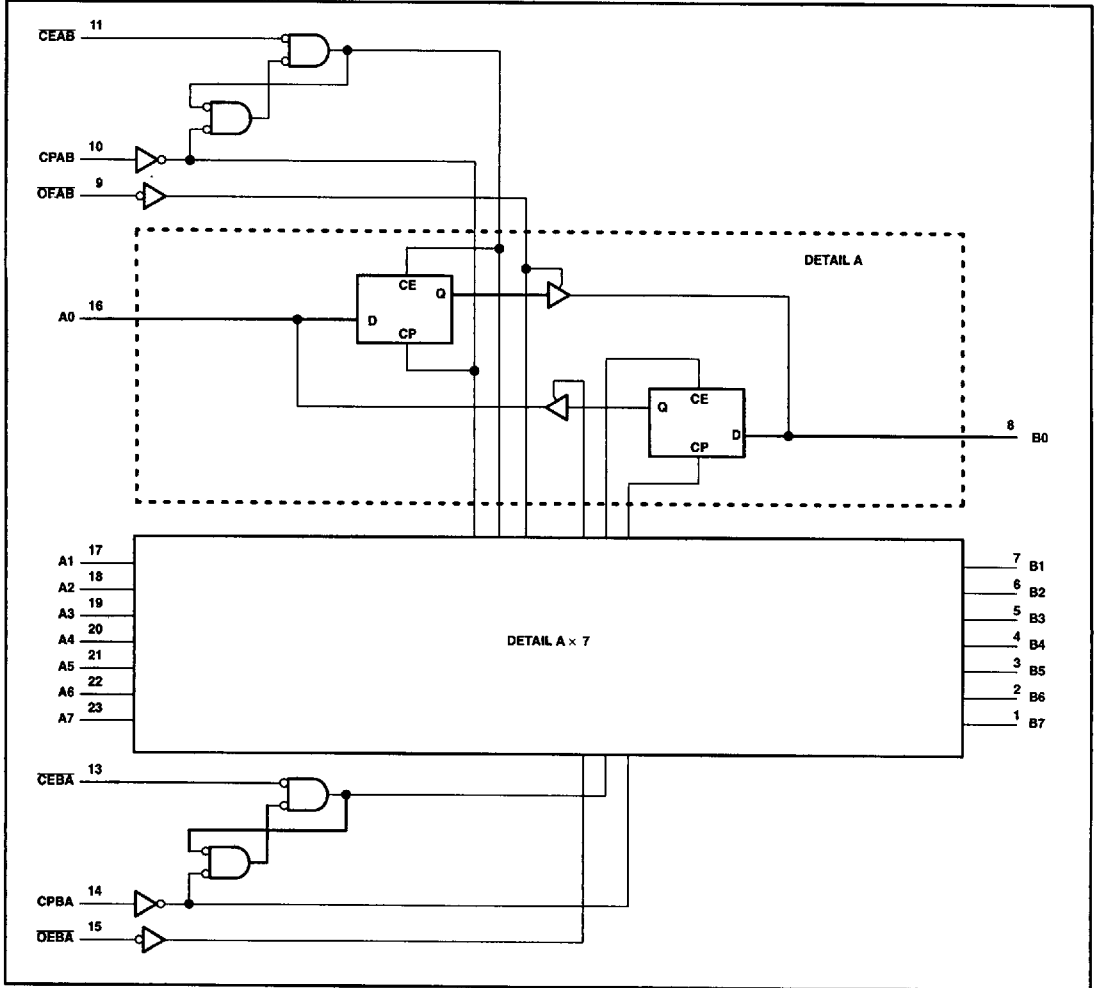 CEAB 11
CPAB 10
OFAB 9
DETAIL A
CE
Q
D
CP
A0 16
CE
Q
D
CP
8 B0
A1 17
A2 18
A3 19
A4 20
A5 21
A6 22
A7 23
DETAIL A × 7
7 B1
6 B2
5 B3
4 B4
3 B5
2 B6
1 B7
CEBA 13
CPBA 14
OEBA 15